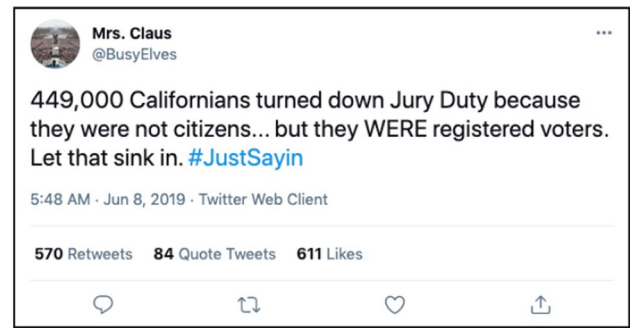 Mrs. Claus
@BusyElves
449,000 Californians turned down Jury Duty because
they were not citizens... but they WERE registered voters.
Let that sink in. #JustSayin
5:48 AM · Jun 8, 2019 · Twitter Web Client
570 Retweets 84 Quote Tweets 611 Likes